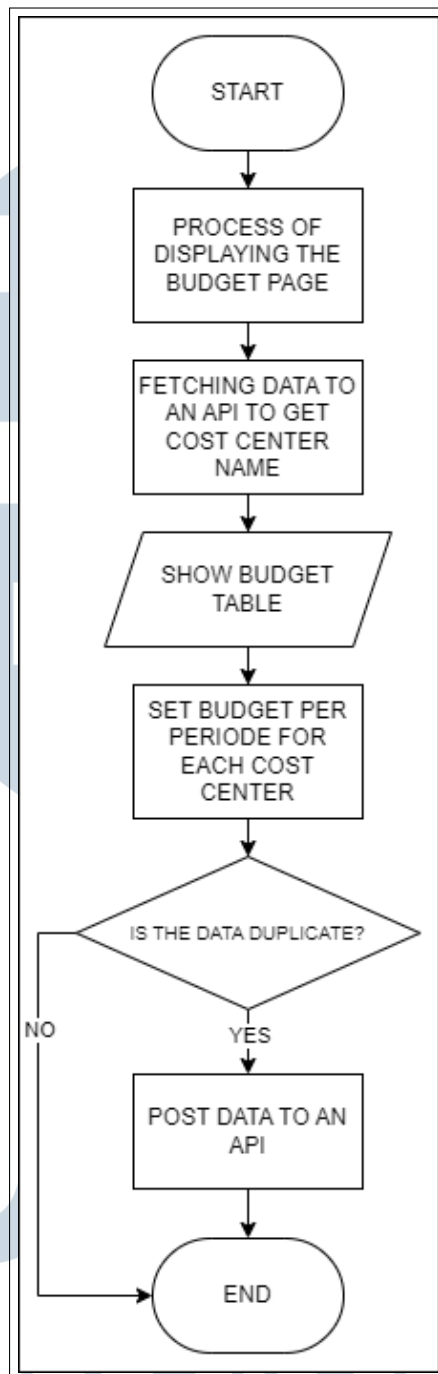 START
PROCESS OF
DISPLAYING THE
BUDGET PAGE
FETCHING DATA TO
AN API TO GET
COST CENTER
NAME
SHOW BUDGET
TABLE
SET BUDGET PER
PERIODE FOR
EACH COST
CENTER
IS THE DATA DUPLICATE?
NO
YES
POST DATA TO AN
API
END